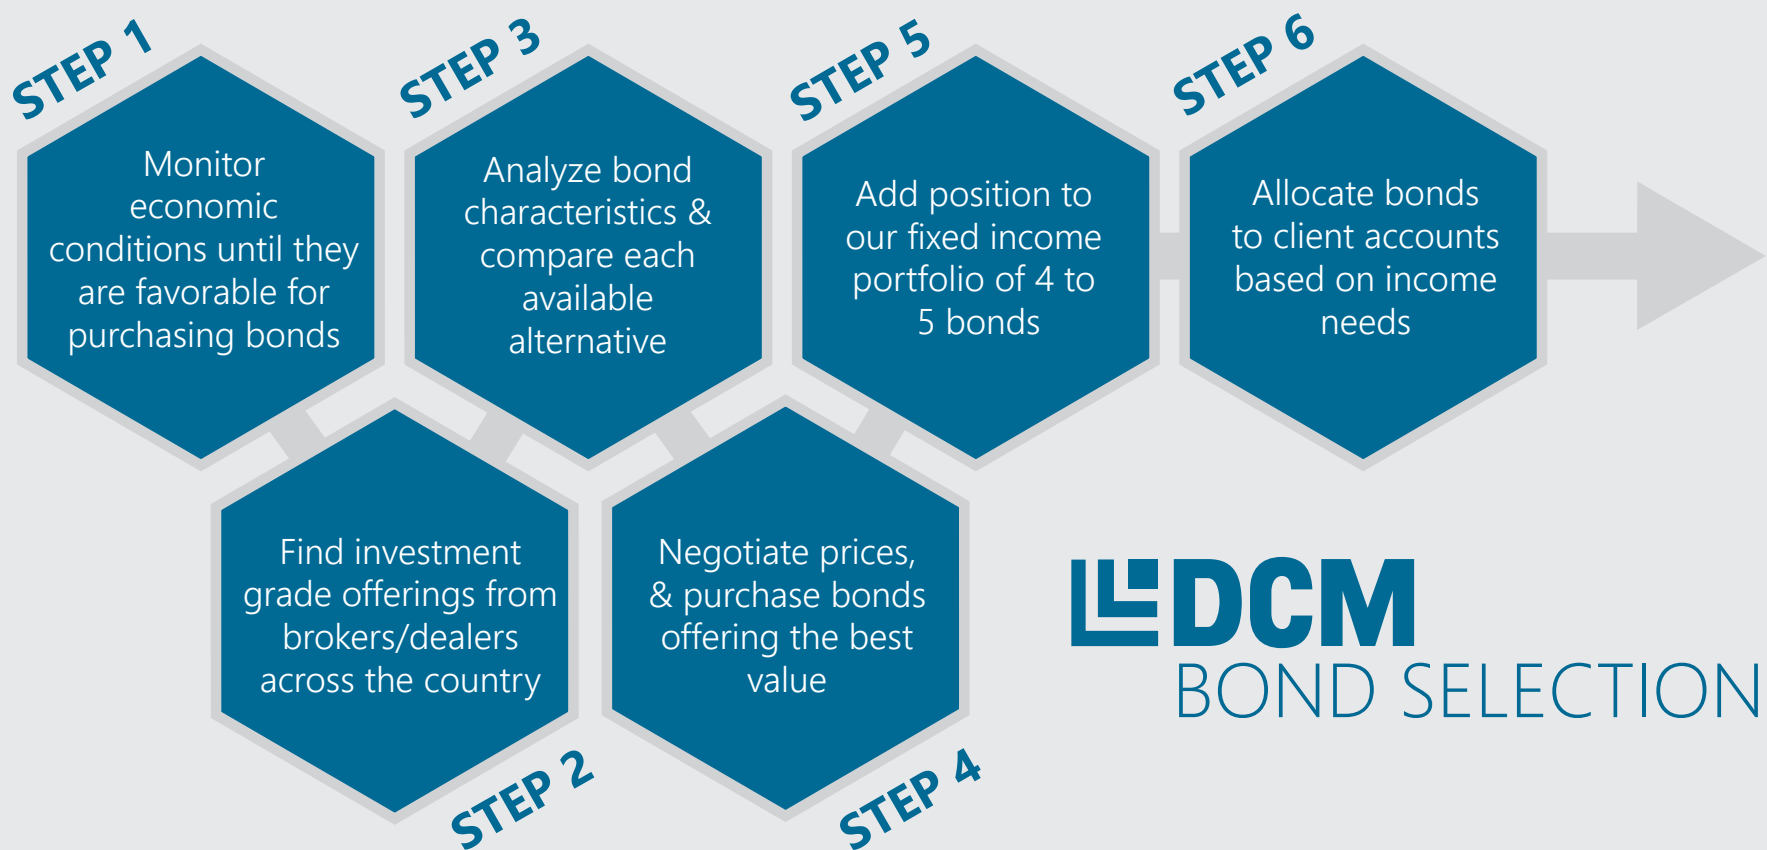 STEP 1
Monitor
economic
conditions until they
are favorable for
purchasing bonds
STEP 2
Find investment
grade offerings from
brokers/dealers
across the country
STEP 3
Analyze bond
characteristics &
compare each
available
alternative
STEP 4
Negotiate prices,
& purchase bonds
offering the best
value
STEP 5
Add position to
our fixed income
portfolio of 4 to
5 bonds
STEP 6
Allocate bonds
to client accounts
based on income
needs
DCM
BOND SELECTION